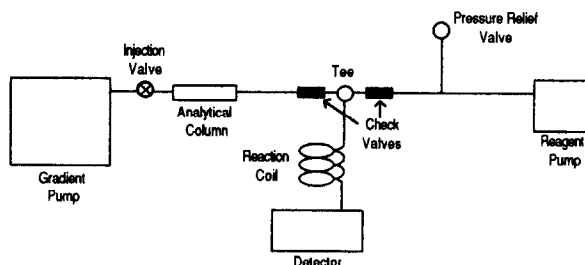 Pressure Relief
Valve
Injection
Valve
Tee
Analytical
Column
Check
Valves
Reaction
Coil
Gradient
Pump
Reagent
Pump
Detector